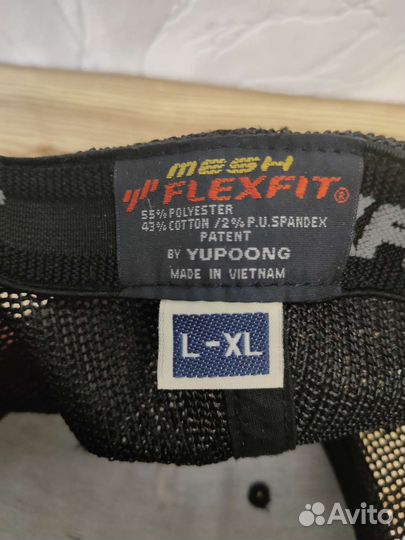 mesh
FLEXFIT®
55% POLYESTER
43% COTTON /2% P.U.SPANDEX
PATENT
BY YUPOONG
MADE IN VIETNAM
L-XL
Avito